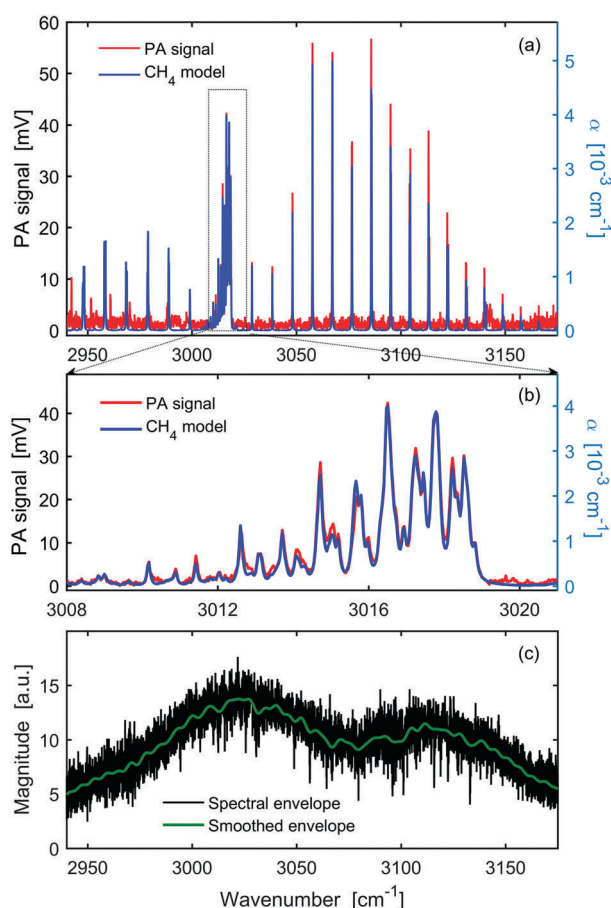 (a)
PA signal
CH4 model
60
50
40
30
20
10
0
PA signal [mV]
5
4
3
2
1
0
α [10-3 cm-1]
2950 3000 3050 3100 3150
(b)
PA signal
CH4 model
40
30
20
10
0
PA signal [mV]
4
3
2
1
0
α [10-3 cm-1]
3008 3012 3016 3020
(c)
15
10
5
0
Magnitude [a.u.]
Spectral envelope
Smoothed envelope
2950 3000 3050 3100 3150
Wavenumber [cm-1]